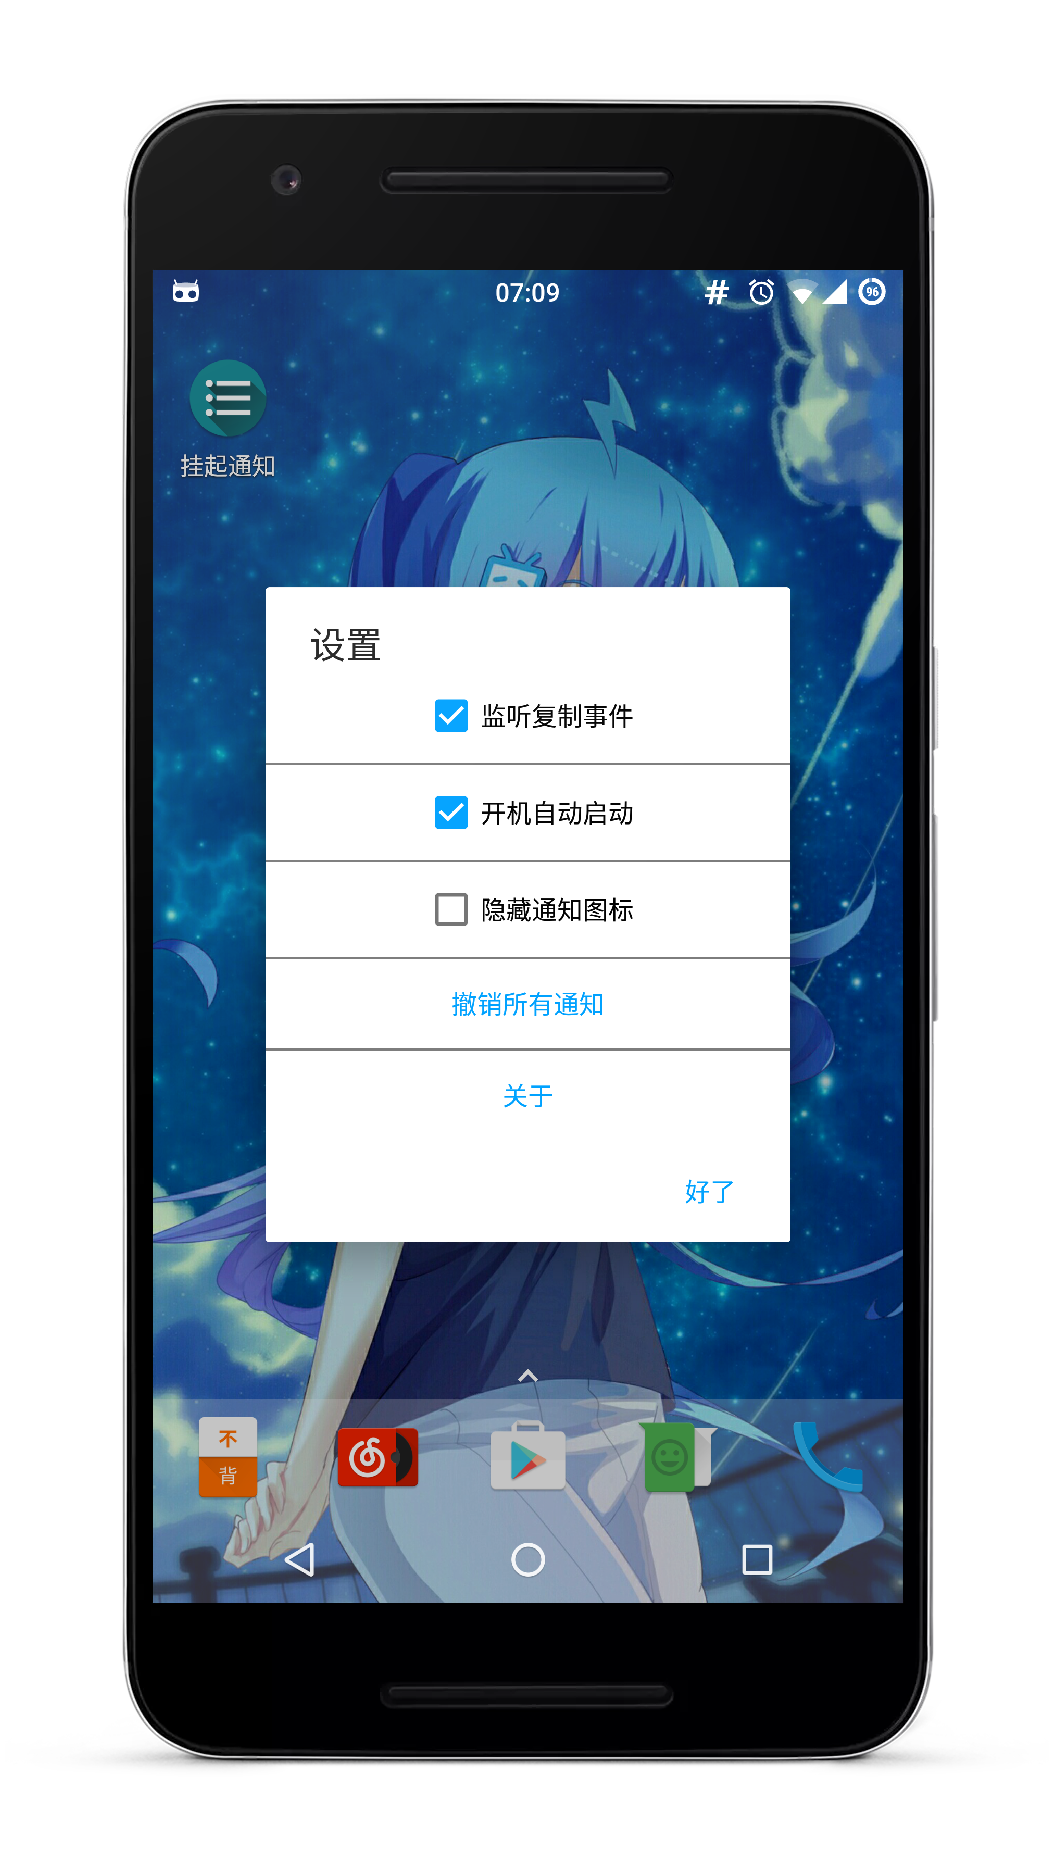 07:09
#
96
挂起通知
设置
监听复制事件
开机自动启动
隐藏通知图标
撤销所有通知
关于
好了
不
背